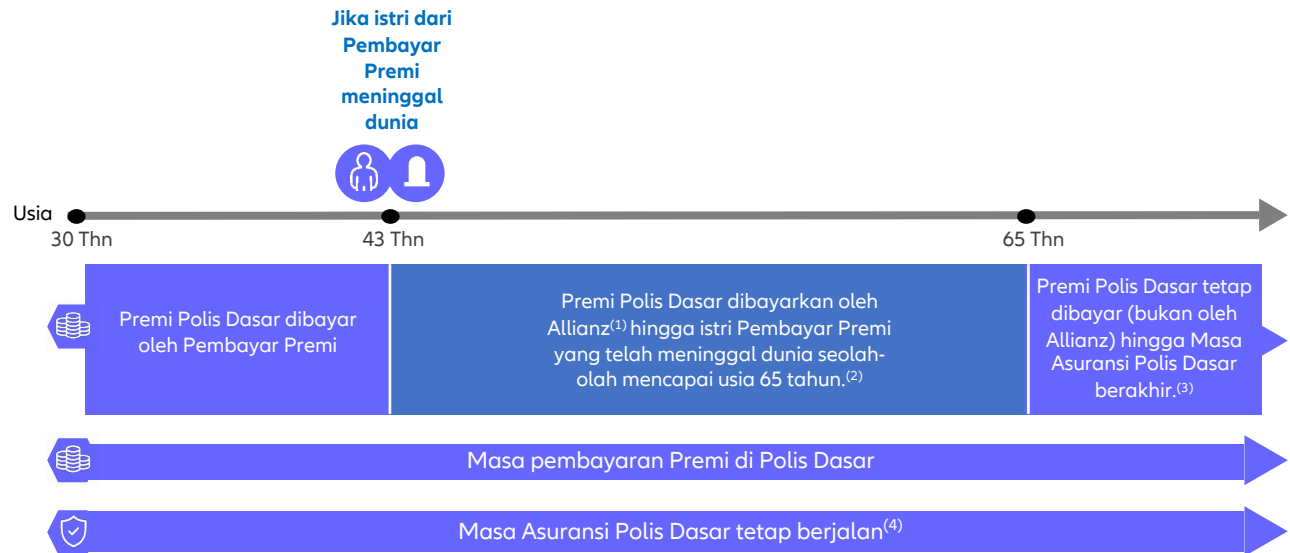 Jika istri dari
Pembayar
Premi
meninggal
dunia
Usia
30 Thn
43 Thn
65 Thn
Premi Polis Dasar dibayar
oleh Pembayar Premi
Premi Polis Dasar dibayarkan oleh
Allianz(1) hingga istri Pembayar Premi
yang telah meninggal dunia seolah-
olah mencapai usia 65 tahun.(2)
Premi Polis Dasar tetap
dibayar (bukan oleh
Allianz) hingga Masa
Asuransi Polis Dasar
berakhir.(3)
Masa pembayaran Premi di Polis Dasar
Masa Asuransi Polis Dasar tetap berjalan(4)